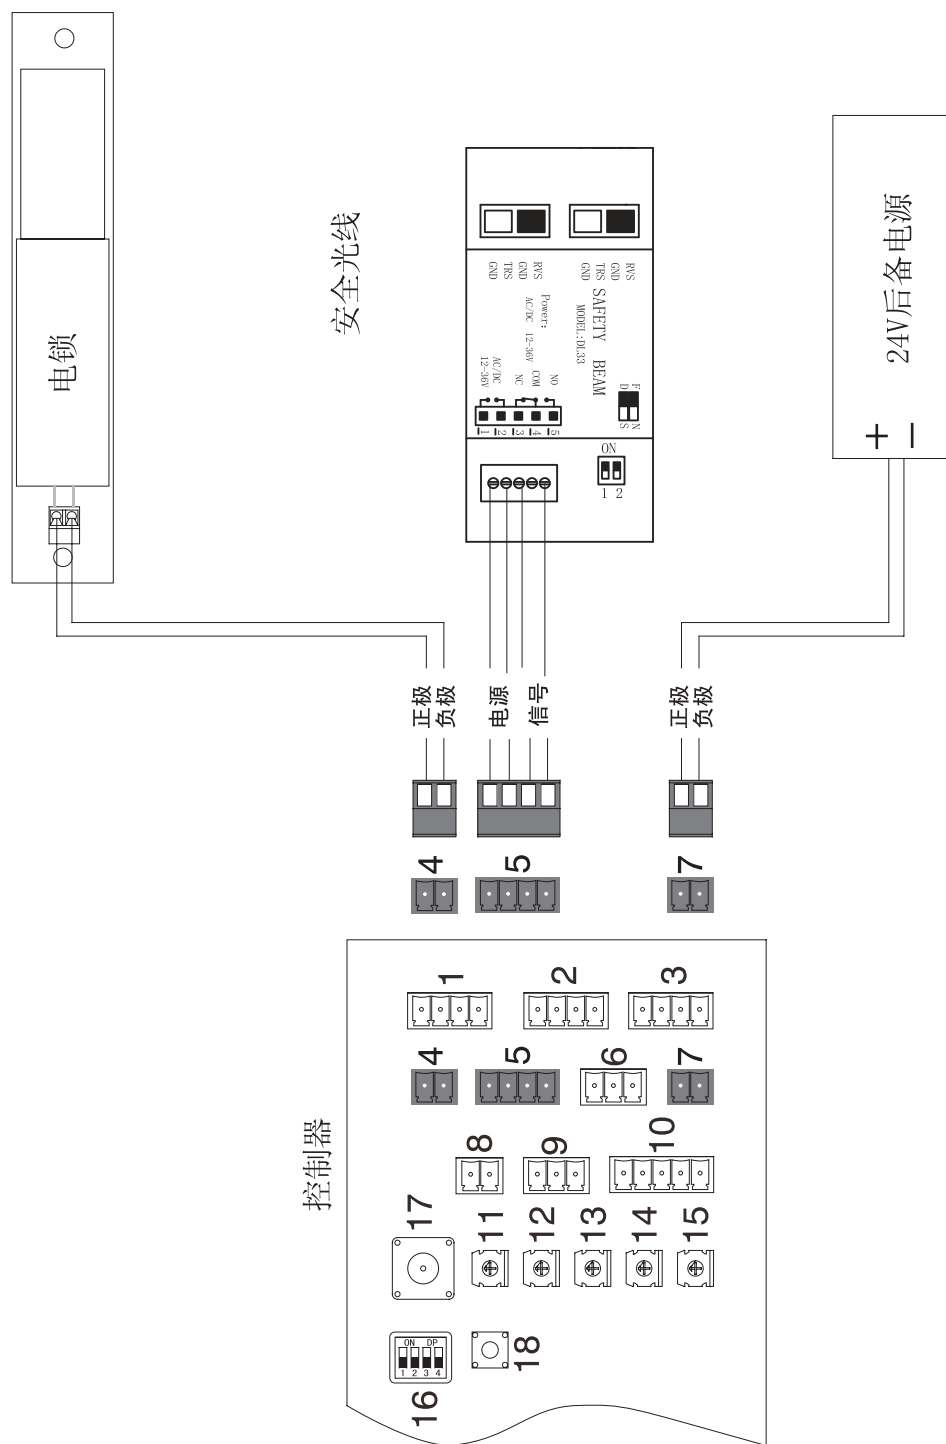 电锁
安全光线
GND
TRS
GND
RVS
GND
TRS
GND
RVS
Power:
AC/DC 12-36V
SAFETY BEAM
MODEL:DL33
12-36V
AC/DC
NC
COM
NO
1
2
3
4
5
D
F
S
N
ON
1 2
24V后备电源
+
−
正极
负极
电源
信号
正极
负极
4
5
7
控制器
1
2
3
4
5
6
7
8
9
10
17
11
12
13
14
15
ON DP
1 2 3 4
16
18